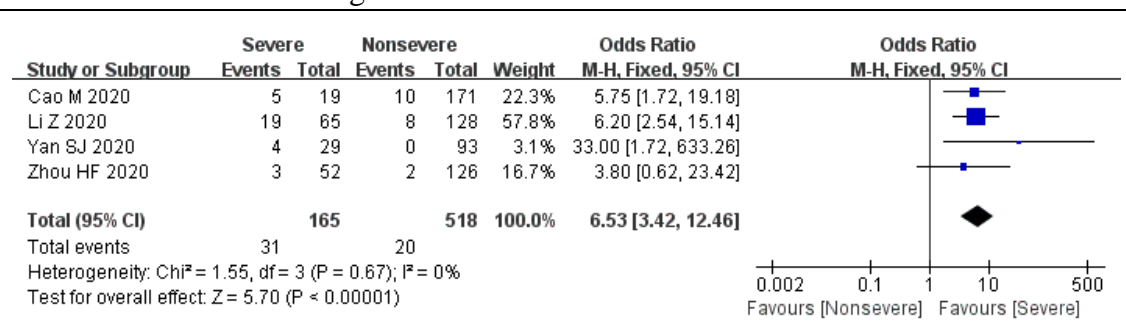 Severe Nonsevere Odds Ratio Odds Ratio
Study or Subgroup Events Total Events Total Weight M-H, Fixed, 95% CI M-H, Fixed, 95% CI
Cao M 2020 5 19 10 171 22.3% 5.75 [1.72, 19.18]
Li Z 2020 19 65 8 128 57.8% 6.20 [2.54, 15.14]
Yan SJ 2020 4 29 0 93 3.1% 33.00 [1.72, 633.26]
Zhou HF 2020 3 52 2 126 16.7% 3.80 [0.62, 23.42]
Total (95% CI) 165 518 100.0% 6.53 [3.42, 12.46]
Total events 31 20
Heterogeneity: Chi² = 1.55, df = 3 (P = 0.67); I² = 0%
Test for overall effect: Z = 5.70 (P < 0.00001)
0.002 0.1 1 10 500
Favours [Nonsevere] Favours [Severe]